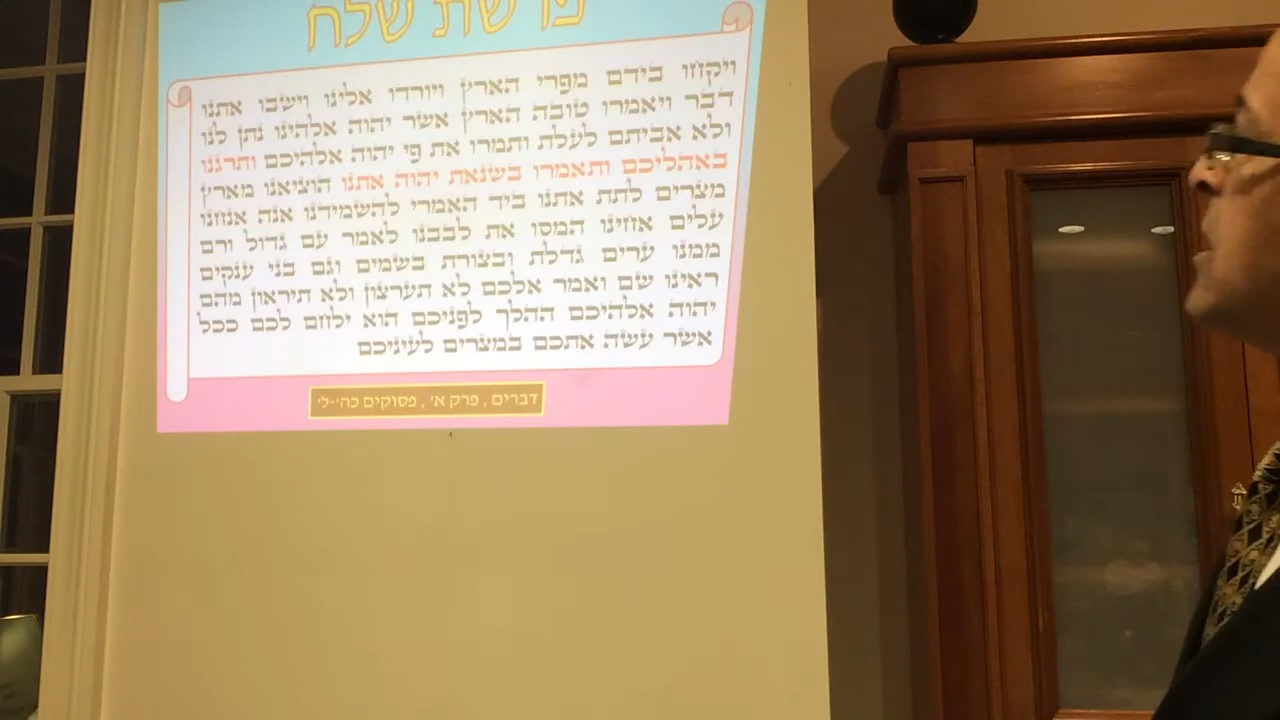 פרשת שלח
ויקחו בידם מפרי הארץ ויורדו אלינו וישבו אתנו
דבר ויאמרו טובה הארץ אשר יהוה אלהינו נתן לנו
ולא אביתם לעלת ותמרו את פי יהוה אלהיכם ותרגנו
באהליכם ותאמרו בשנאת יהוה אתנו הוציאנו מארץ
מצרים לתת אתנו ביד האמרי להשמידנו אנה אנחנו
עלים אחינו המסו את לבבנו לאמר עם גדול ורם
ממנו ערים גדלת ובצורת בשמים וגם בני ענקים
ראינו שם ואמר אלכם לא תערצון ולא תיראון מהם
יהוה אלהיכם ההלך לפניכם הוא ילחם לכם ככל
אשר עשה אתכם במצרים לעיניכם
דברים , פרק א׳ , פסוקים כה׳-ל׳